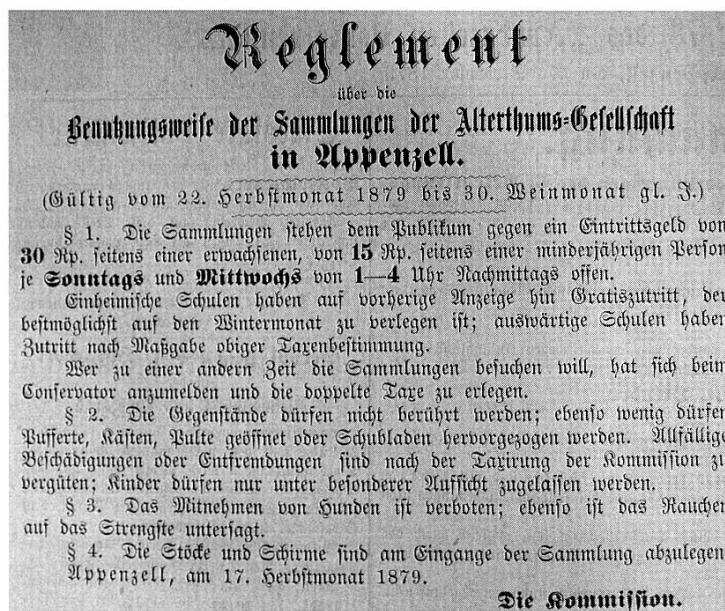 Reglement
über die
Benutzungsweise der Sammlungen der Alterthums-Gesellschaft
in Appenzell.
(Gültig vom 22. Herbstmonat 1879 bis 30. Weinmonat gl. J.)
§ 1. Die Sammlungen stehen dem Publikum gegen ein Eintrittsgeld von
30 Rp. seitens einer erwachsenen, von 15 Rp. seitens einer minderjährigen Person
je Sonntags und Mittwochs von 1—4 Uhr Nachmittags offen.
Einheimische Schulen haben auf vorherige Anzeige hin Gratiszutritt, der
bestmöglichst auf den Wintermonat zu verlegen ist; auswärtige Schulen haben
Zutritt nach Maßgabe obiger Taxenbestimmung.
Wer zu einer andern Zeit die Sammlungen besuchen will, hat sich beim
Conservator anzumelden und die doppelte Taxe zu erlegen.
§ 2. Die Gegenstände dürfen nicht berührt werden; ebenso wenig dürfen
Pufferte, Kästen, Pulte geöffnet oder Schubladen hervorgezogen werden. Allfällige
Beschädigungen oder Entfremdungen sind nach der Taxirung der Kommission zu
vergüten; Kinder dürfen nur unter besonderer Aufsicht zugelassen werden.
§ 3. Das Mitnehmen von Hunden ist verboten; ebenso ist das Rauchen
auf das Strengste untersagt.
§ 4. Die Stöcke und Schirme sind am Eingange der Sammlung abzulegen
Appenzell, am 17. Herbstmonat 1879.
Die Kommission.